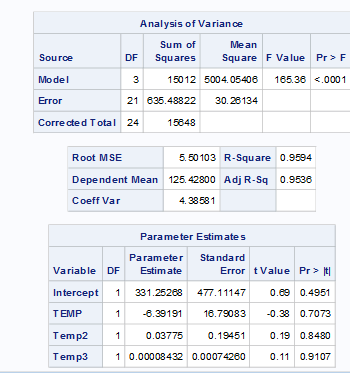 Analysis of Variance
Sum of Mean
Source DF Squares Square F Value Pr > F
Model 3 15012 5004.05406 165.36 <.0001
Error 21 635.48822 30.26134
Corrected Total 24 15648
Root MSE 5.50103 R-Square 0.9594
Dependent Mean 125.42800 Adj R-Sq 0.9536
Coeff Var 4.38581
Parameter Estimates
Parameter Standard
Variable DF Estimate Error t Value Pr > |t|
Intercept 1 331.25268 477.11147 0.69 0.4951
TEMP 1 -6.39191 16.79083 -0.38 0.7073
Temp2 1 0.03775 0.19451 0.19 0.8480
Temp3 1 0.00008432 0.00074260 0.11 0.9107